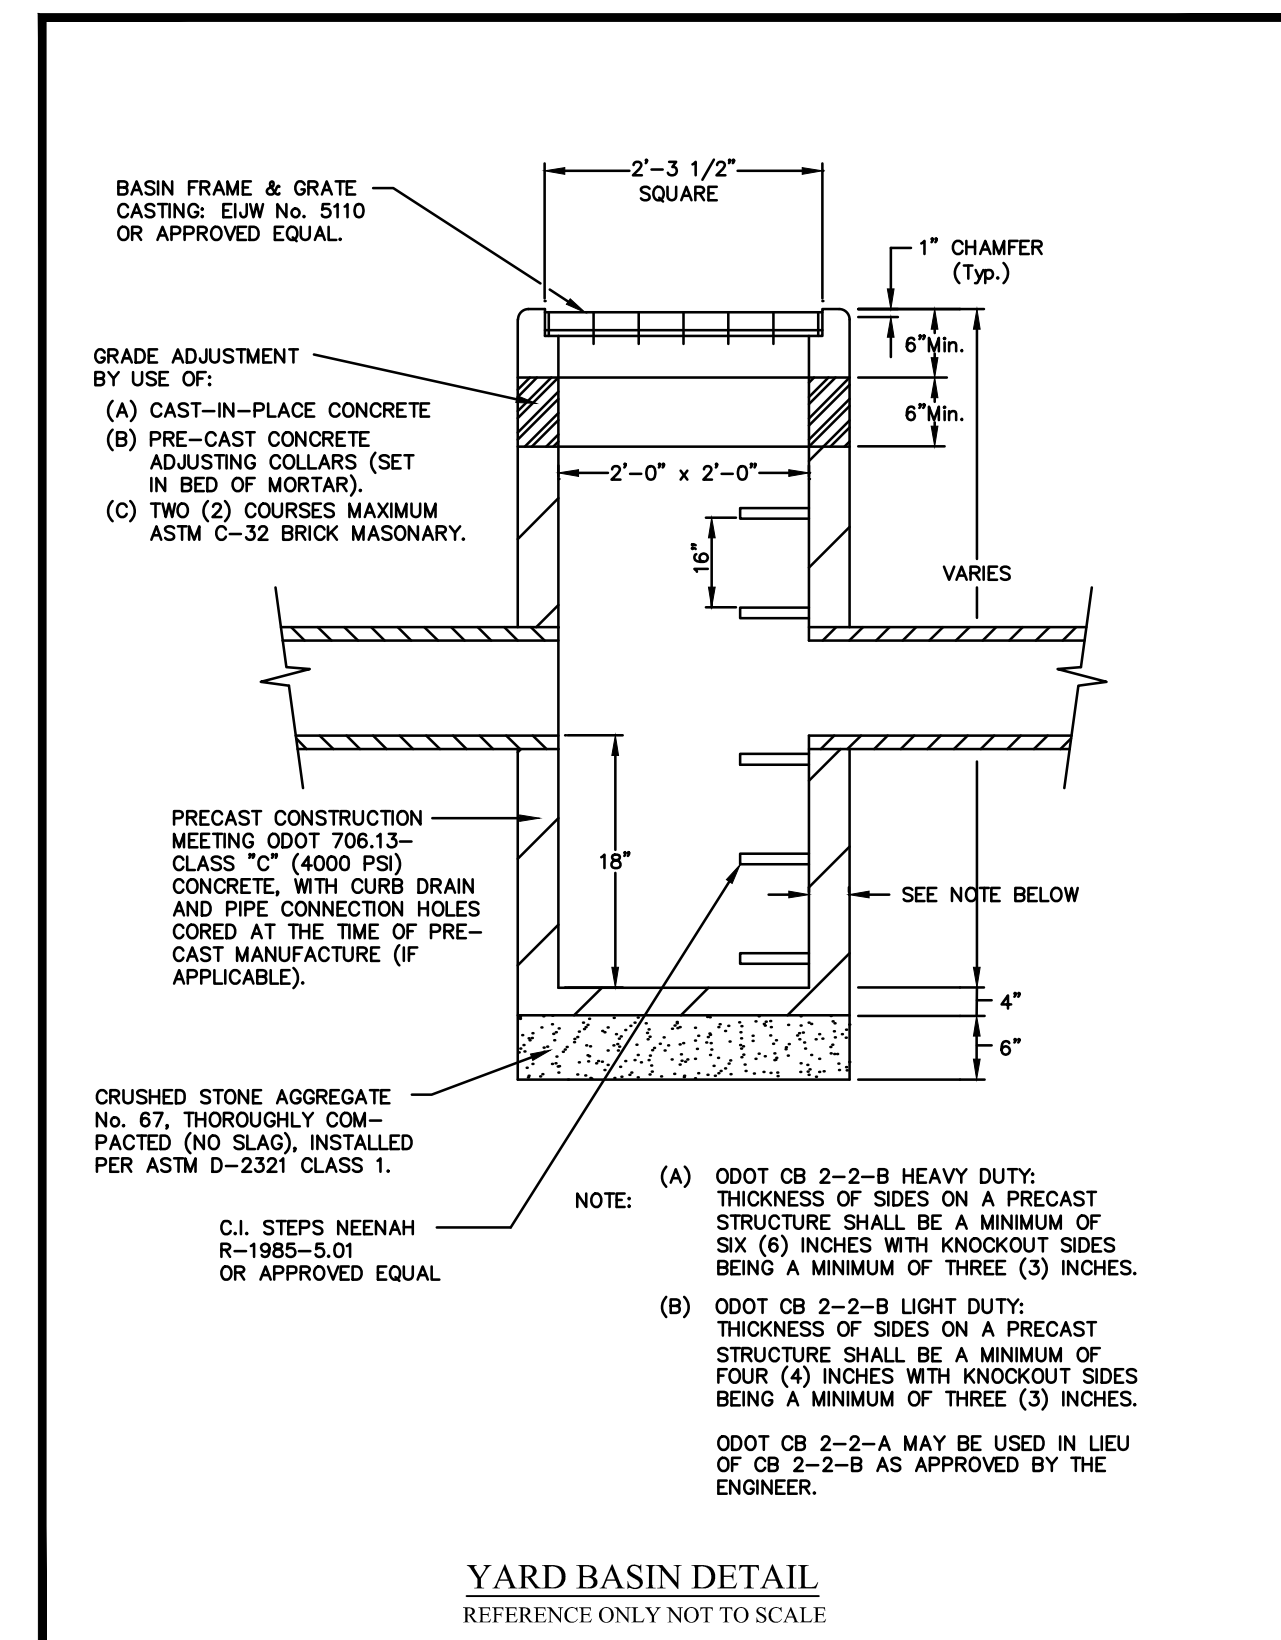 2'-3 1/2"
SQUARE
BASIN FRAME & GRATE
CASTING: EIJW No. 5110
OR APPROVED EQUAL.
1" CHAMFER
(Typ.)
6"Min.
GRADE ADJUSTMENT
BY USE OF:
(A) CAST-IN-PLACE CONCRETE
(B) PRE-CAST CONCRETE
ADJUSTING COLLARS (SET
IN BED OF MORTAR).
(C) TWO (2) COURSES MAXIMUM
ASTM C-32 BRICK MASONARY.
6"Min.
2'-0" x 2'-0"
16"
VARIES
PRECAST CONSTRUCTION
MEETING ODOT 706.13-
CLASS "C" (4000 PSI)
CONCRETE, WITH CURB DRAIN
AND PIPE CONNECTION HOLES
CORED AT THE TIME OF PRE-
CAST MANUFACTURE (IF
APPLICABLE).
18"
SEE NOTE BELOW
4"
6"
CRUSHED STONE AGGREGATE
No. 67, THOROUGHLY COM-
PACTED (NO SLAG), INSTALLED
PER ASTM D-2321 CLASS 1.
C.I. STEPS NEENAH
R-1985-5.01
OR APPROVED EQUAL
NOTE:
(A) ODOT CB 2-2-B HEAVY DUTY:
THICKNESS OF SIDES ON A PRECAST
STRUCTURE SHALL BE A MINIMUM OF
SIX (6) INCHES WITH KNOCKOUT SIDES
BEING A MINIMUM OF THREE (3) INCHES.
(B) ODOT CB 2-2-B LIGHT DUTY:
THICKNESS OF SIDES ON A PRECAST
STRUCTURE SHALL BE A MINIMUM OF
FOUR (4) INCHES WITH KNOCKOUT SIDES
BEING A MINIMUM OF THREE (3) INCHES.
ODOT CB 2-2-A MAY BE USED IN LIEU
OF CB 2-2-B AS APPROVED BY THE
ENGINEER.
YARD BASIN DETAIL
REFERENCE ONLY NOT TO SCALE